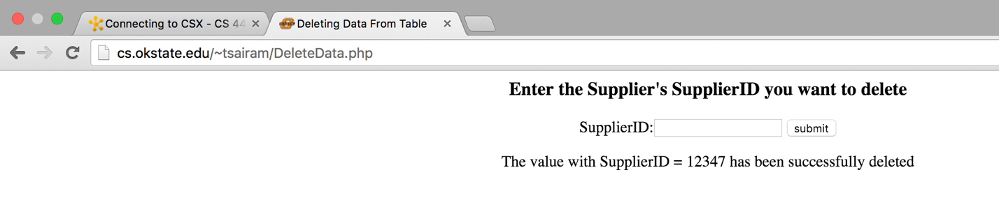 Connecting to CSX - CS 44
Deleting Data From Table
cs.okstate.edu/~tsairam/DeleteData.php
Enter the Supplier's SupplierID you want to delete
SupplierID: submit
The value with SupplierID = 12347 has been successfully deleted